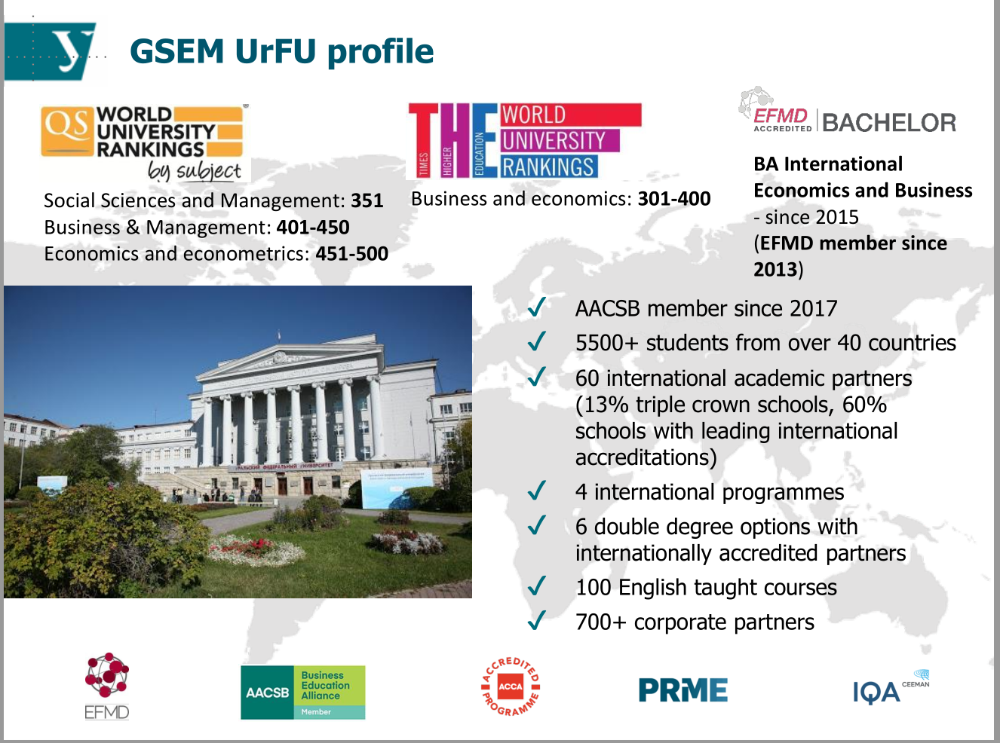 У
GSEM UrFU profile
QS WORLD UNIVERSITY RANKINGS
by subject
Social Sciences and Management: 351
Business & Management: 401-450
Economics and econometrics: 451-500
THE WORLD UNIVERSITY RANKINGS
TIMES HIGHER EDUCATION
Business and economics: 301-400
EFMD ACCREDITED | BACHELOR
BA International
Economics and Business
- since 2015
(EFMD member since
2013)
УРАЛЬСКИЙ ФЕДЕРАЛЬНЫЙ УНИВЕРСИТЕТ
✓ AACSB member since 2017
✓ 5500+ students from over 40 countries
✓ 60 international academic partners
(13% triple crown schools, 60%
schools with leading international
accreditations)
✓ 4 international programmes
✓ 6 double degree options with
internationally accredited partners
✓ 100 English taught courses
✓ 700+ corporate partners
EFMD
AACSB
Business
Education
Alliance
Member
ACCREDITED
ACCA
PROGRAMME
PRME
IQA CEEMAN